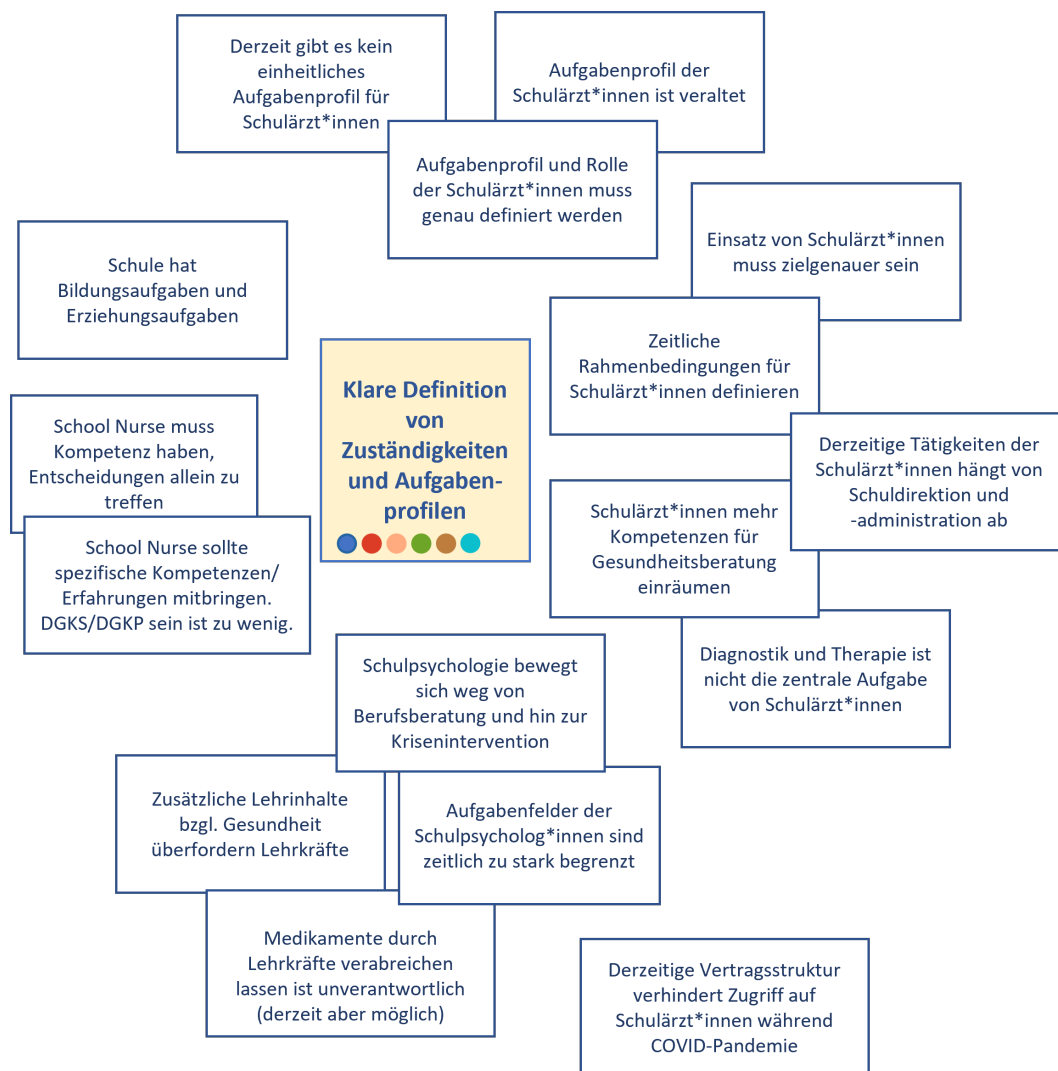 Derzeit gibt es kein
einheitliches
Aufgabenprofil für
Schulärzt*innen
Aufgabenprofil der
Schulärzt*innen ist veraltet
Aufgabenprofil und Rolle
der Schulärzt*innen muss
genau definiert werden
Einsatz von Schulärzt*innen
muss zielgenauer sein
Schule hat
Bildungsaufgaben und
Erziehungsaufgaben
Zeitliche
Rahmenbedingungen für
Schulärzt*innen definieren
Klare Definition
von
Zuständigkeiten
und Aufgaben-
profilen
School Nurse muss
Kompetenz haben,
Entscheidungen allein zu
treffen
Derzeitige Tätigkeiten der
Schulärzt*innen hängt von
Schuldirektion und
-administration ab
School Nurse sollte
spezifische Kompetenzen/
Erfahrungen mitbringen.
DGKS/DGKP sein ist zu wenig.
Schulärzt*innen mehr
Kompetenzen für
Gesundheitsberatung
einräumen
Diagnostik und Therapie ist
nicht die zentrale Aufgabe
von Schulärzt*innen
Schulpsychologie bewegt
sich weg von
Berufsberatung und hin zur
Krisenintervention
Zusätzliche Lehrinhalte
bzgl. Gesundheit
überfordern Lehrkräfte
Aufgabenfelder der
Schulpsycholog*innen sind
zeitlich zu stark begrenzt
Medikamente durch
Lehrkräfte verabreichen
lassen ist unverantwortlich
(derzeit aber möglich)
Derzeitige Vertragsstruktur
verhindert Zugriff auf
Schulärzt*innen während
COVID-Pandemie